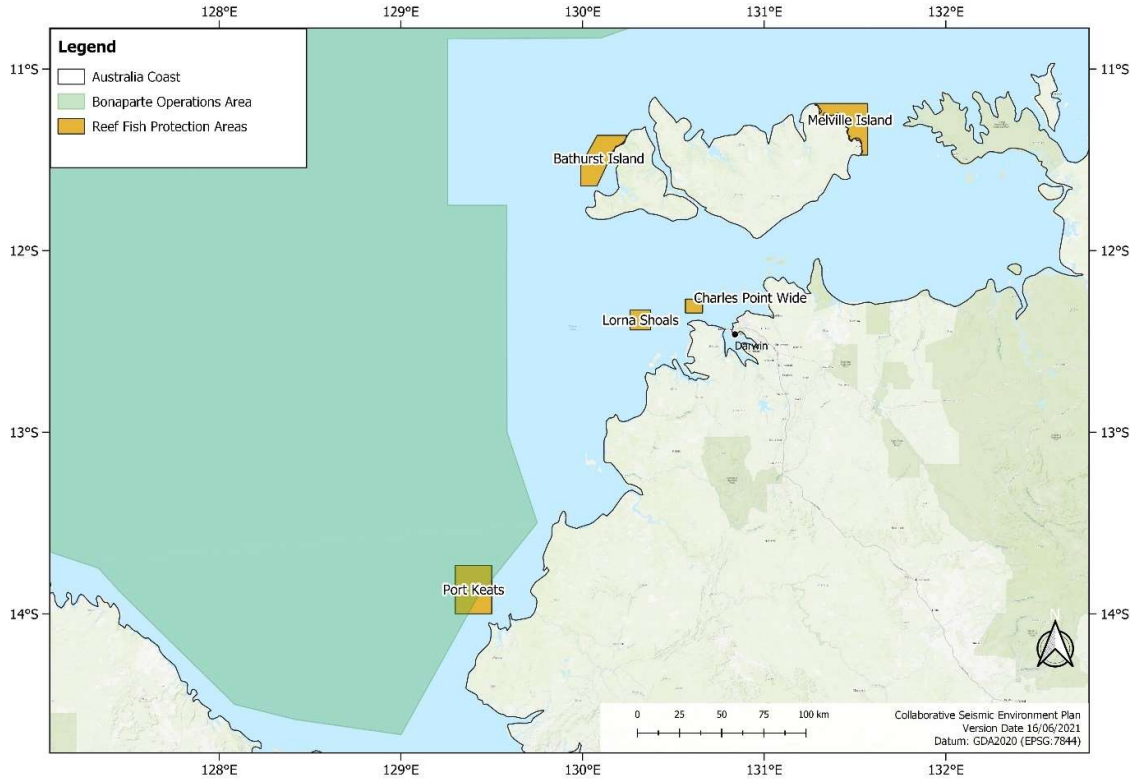 128°E 129°E 130°E 131°E 132°E
Legend
Australia Coast
Bonaparte Operations Area
Reef Fish Protection Areas
11°S 11°S
Melville Island
Bathurst Island
12°S 12°S
Charles Point Wide
Lorna Shoals
Darwin
13°S 13°S
Port Keats
14°S 14°S
N
0 25 50 75 100 km
Collaborative Seismic Environment Plan
Version Date 16/06/2021
Datum: GDA2020 (EPSG:7844)
128°E 129°E 130°E 131°E 132°E